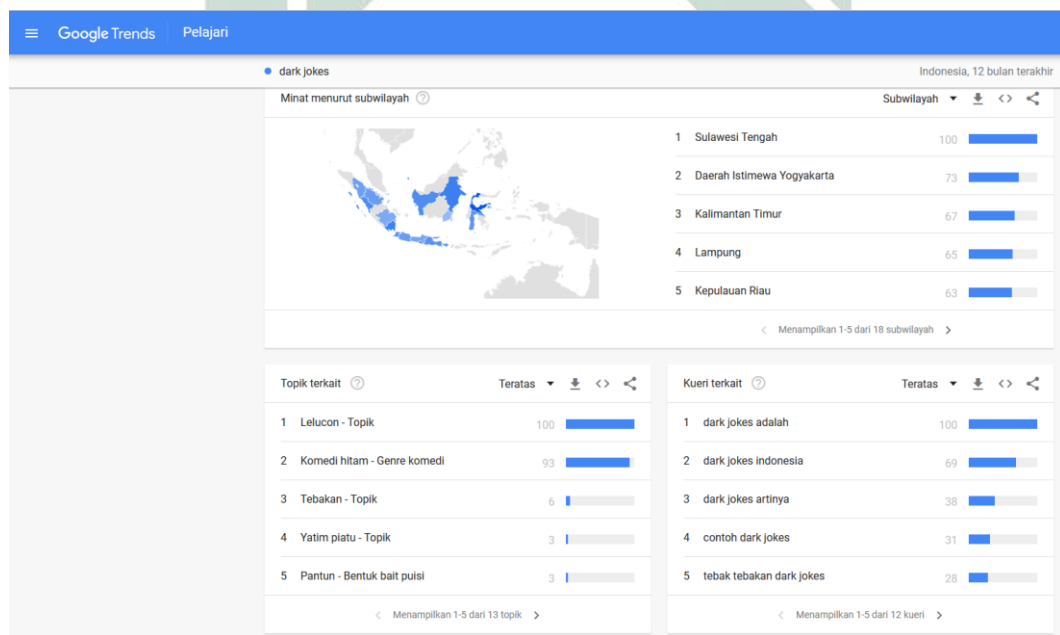 Google Trends Pelajari
dark jokes Indonesia, 12 bulan terakhir
Minat menurut subwilayah Subwilayah
1 Sulawesi Tengah 100
2 Daerah Istimewa Yogyakarta 73
3 Kalimantan Timur 67
4 Lampung 65
5 Kepulauan Riau 63
Menampilkan 1-5 dari 18 subwilayah
Topik terkait Teratas
1 Lelucon - Topik 100
2 Komedi hitam - Genre komedi 93
3 Tebakan - Topik 6
4 Yatim piatu - Topik 3
5 Pantun - Bentuk bait puisi 3
Menampilkan 1-5 dari 13 topik
Kueri terkait Teratas
1 dark jokes adalah 100
2 dark jokes indonesia 69
3 dark jokes artinya 38
4 contoh dark jokes 31
5 tebak tebakan dark jokes 28
Menampilkan 1-5 dari 12 kueri